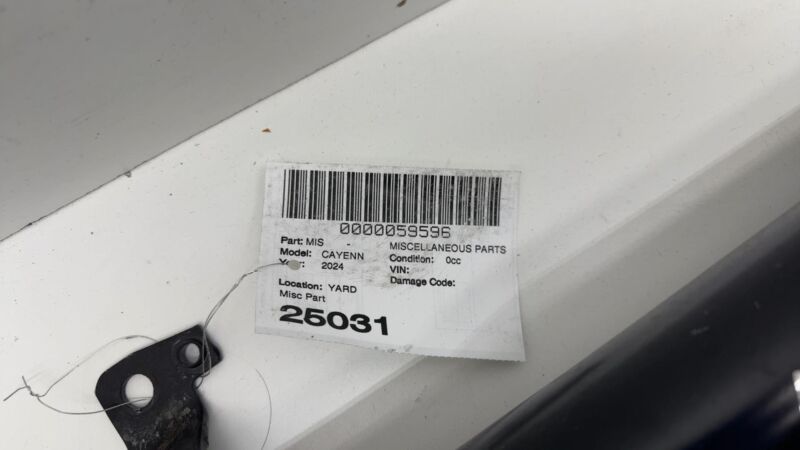 0000059596
Part: MIS - MISCELLANEOUS PARTS
Model: CAYENN Condition: 0cc
Year: 2024 VIN:
Damage Code:
Location: YARD
Misc Part
25031